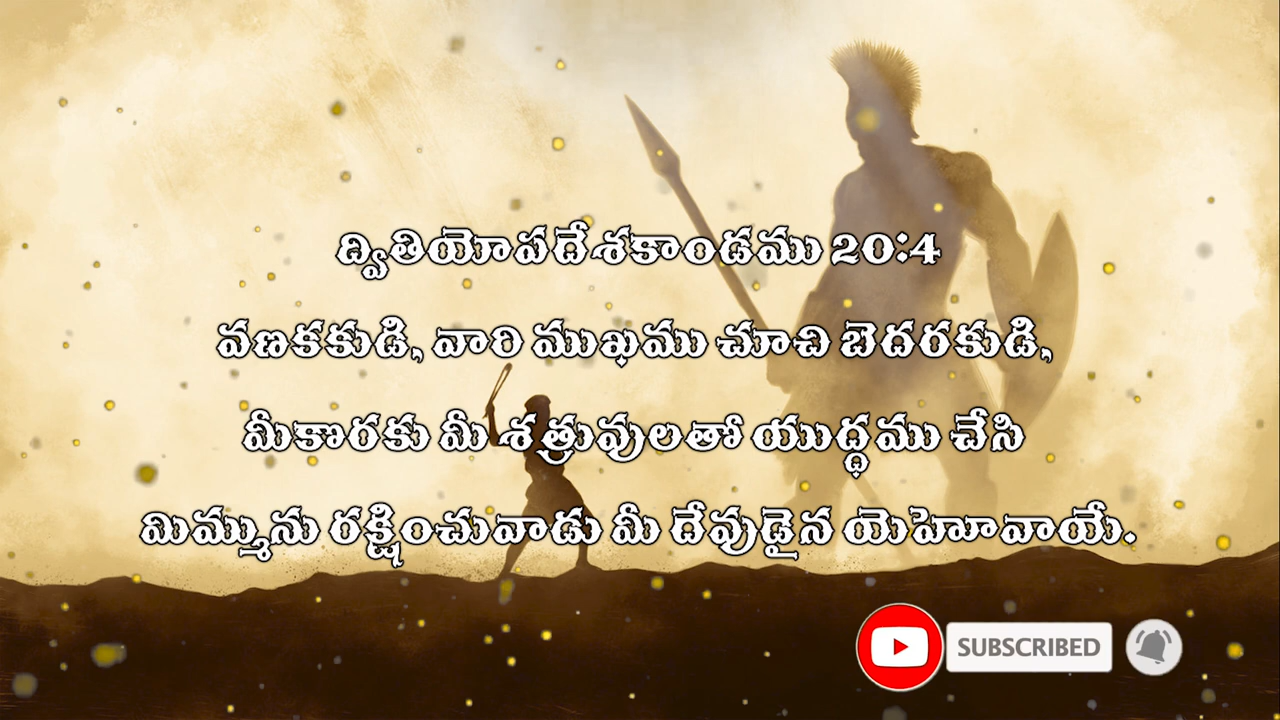 ద్వితియోపదేశకాండము 20:4
వణకకుడి, వారి ముఖము చూచి బెదరకుడి,
మీకొరకు మీ శత్రువులతో యుద్ధము చేసి
మిమ్మును రక్షించువాడు మీ దేవుడైన యెహెూవాయే.
SUBSCRIBED